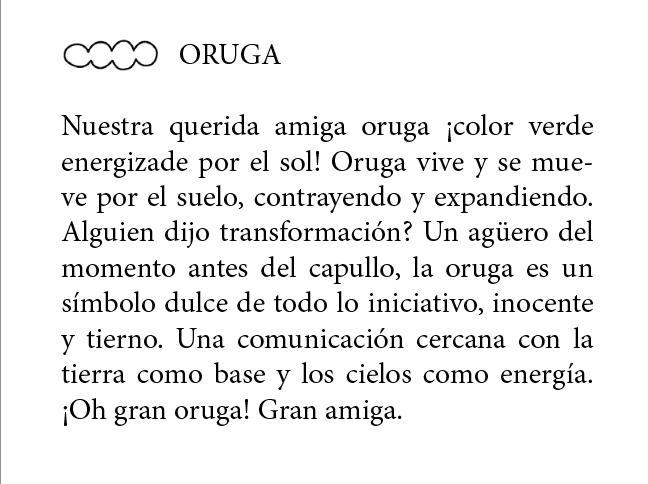 ORUGA
Nuestra querida amiga oruga ¡color verde
energizade por el sol! Oruga vive y se mue-
ve por el suelo, contrayendo y expandiendo.
Alguien dijo transformación? Un agüero del
momento antes del capullo, la oruga es un
símbolo dulce de todo lo iniciativo, inocente
y tierno. Una comunicación cercana con la
tierra como base y los cielos como energía.
¡Oh gran oruga! Gran amiga.